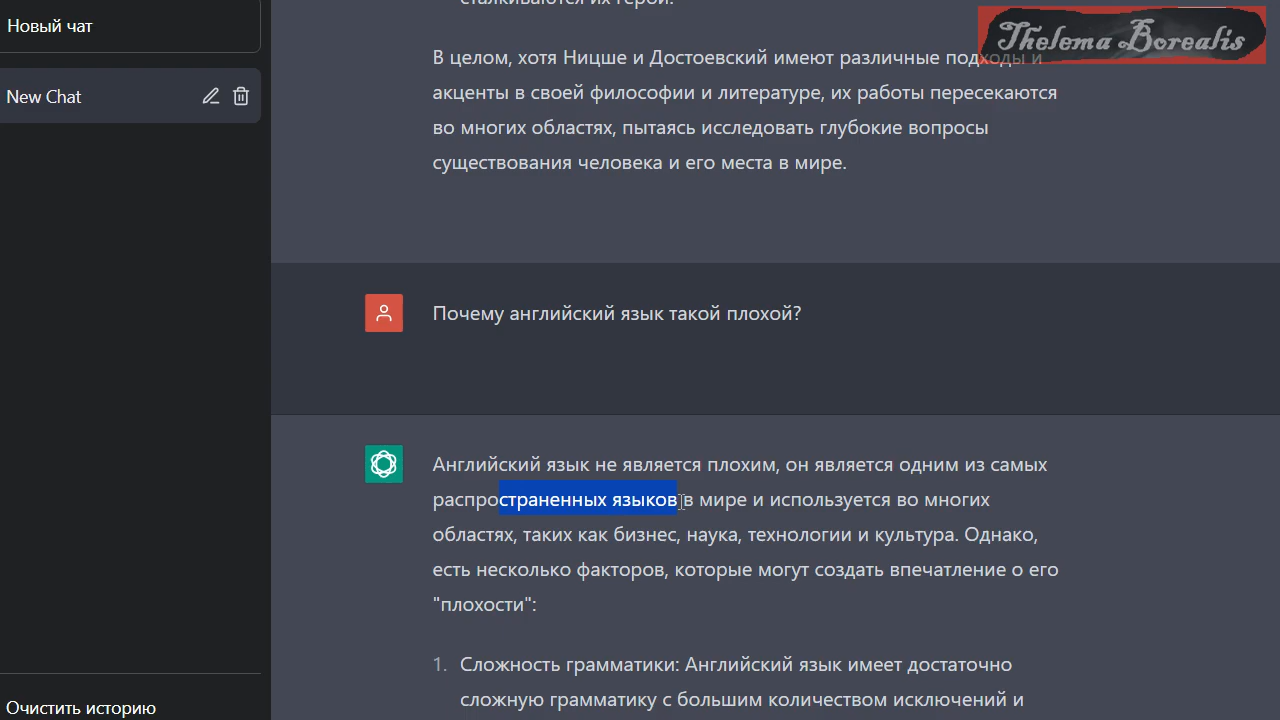 Новый чат
New Chat
Очистить историю
Thelema Borealis
сталкиваются их герои.
В целом, хотя Ницше и Достоевский имеют различные подходы и
акценты в своей философии и литературе, их работы пересекаются
во многих областях, пытаясь исследовать глубокие вопросы
существования человека и его места в мире.
Почему английский язык такой плохой?
Английский язык не является плохим, он является одним из самых
распространенных языков в мире и используется во многих
областях, таких как бизнес, наука, технологии и культура. Однако,
есть несколько факторов, которые могут создать впечатление о его
"плохости":
1. Сложность грамматики: Английский язык имеет достаточно
сложную грамматику с большим количеством исключений и